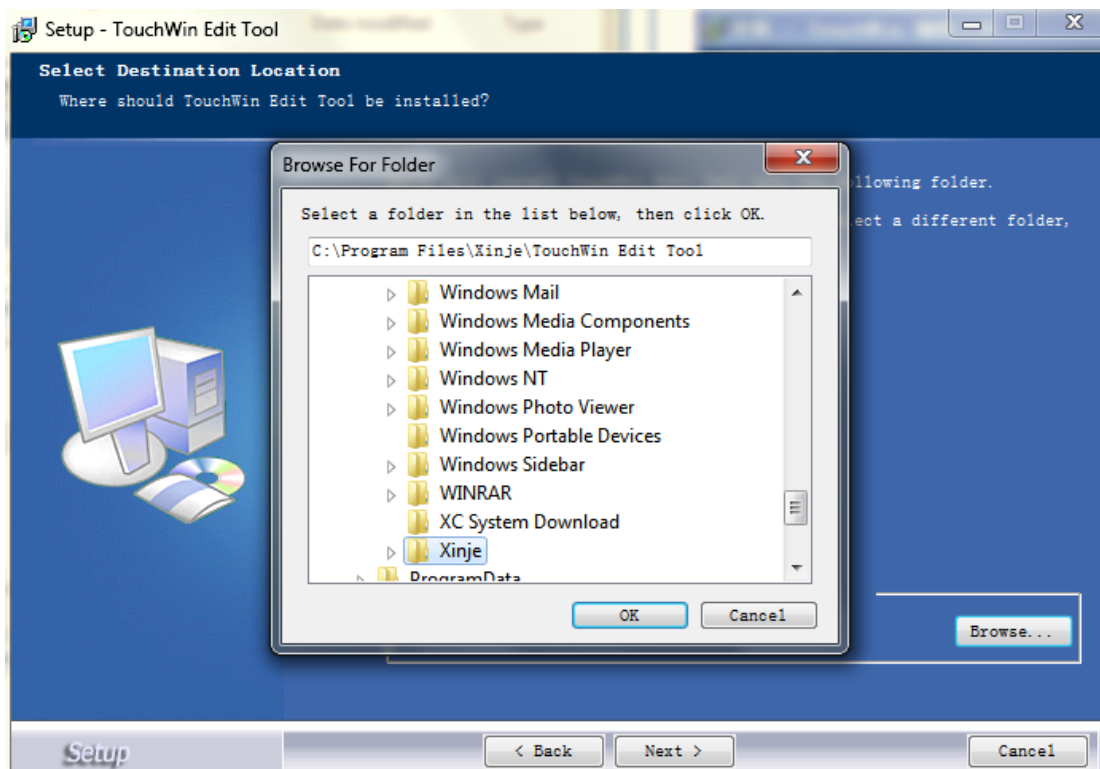 Setup - TouchWin Edit Tool
Select Destination Location
Where should TouchWin Edit Tool be installed?
Browse For Folder
llowing folder.
Select a folder in the list below, then click OK.
ect a different folder,
C:\Program Files\Xinje\TouchWin Edit Tool
Windows Mail
Windows Media Components
Windows Media Player
Windows NT
Windows Photo Viewer
Windows Portable Devices
Windows Sidebar
WINRAR
XC System Download
Xinje
ProgramData
OK
Cancel
Browse...
Setup
< Back
Next >
Cancel